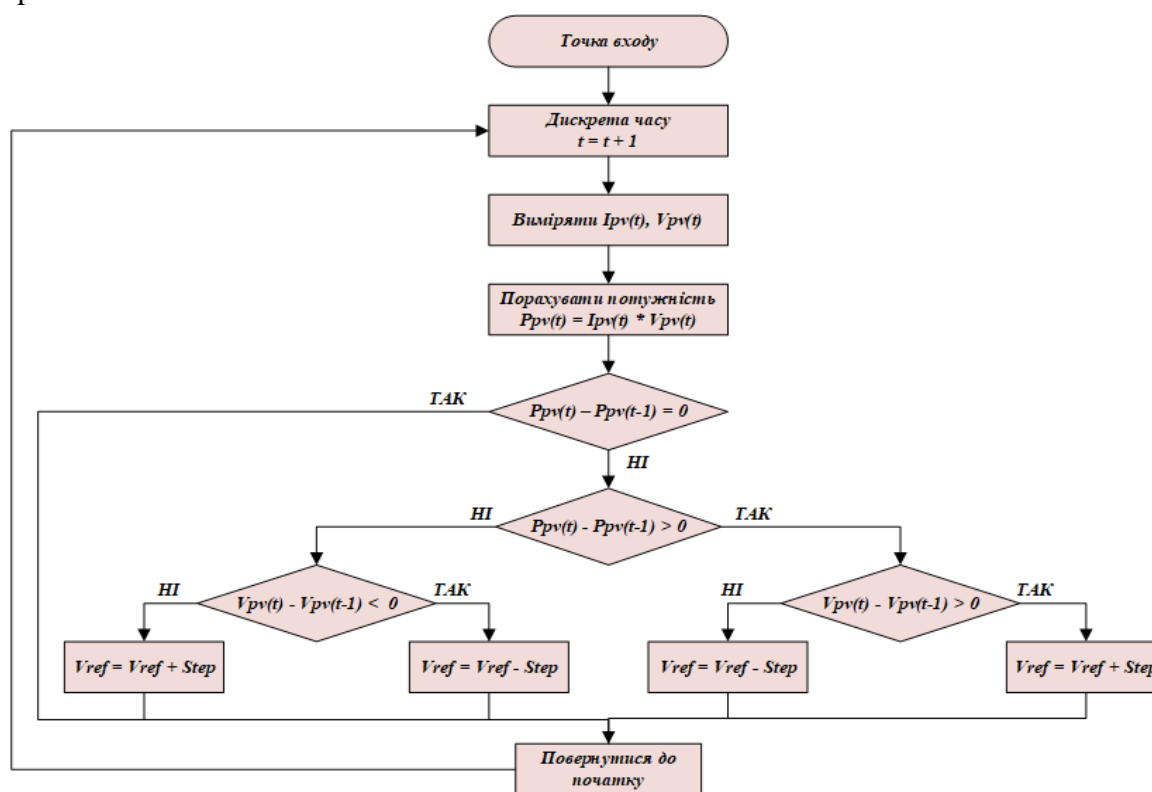 Точка входу
Дискрета часу
t = t + 1
Виміряти Ipv(t), Vpv(t)
Порахувати потужність
Ppv(t) = Ipv(t) * Vpv(t)
ТАК
Ppv(t) – Ppv(t-1) = 0
НІ
НІ
Ppv(t) - Ppv(t-1) > 0
ТАК
НІ
Vpv(t) - Vpv(t-1) < 0
ТАК
НІ
Vpv(t) - Vpv(t-1) > 0
ТАК
Vref = Vref + Step
Vref = Vref - Step
Vref = Vref - Step
Vref = Vref + Step
Повернутися до
початку